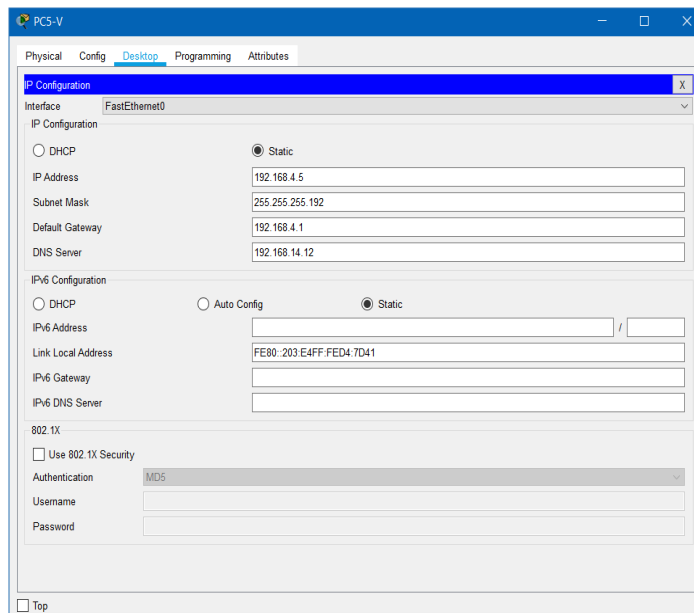 PC5-V
Physical Config Desktop Programming Attributes
IP Configuration X
Interface FastEthernet0
IP Configuration
DHCP Static
IP Address 192.168.4.5
Subnet Mask 255.255.255.192
Default Gateway 192.168.4.1
DNS Server 192.168.14.12
IPv6 Configuration
DHCP Auto Config Static
IPv6 Address /
Link Local Address FE80::203:E4FF:FED4:7D41
IPv6 Gateway
IPv6 DNS Server
802.1X
Use 802.1X Security
Authentication MD5
Username
Password
Top